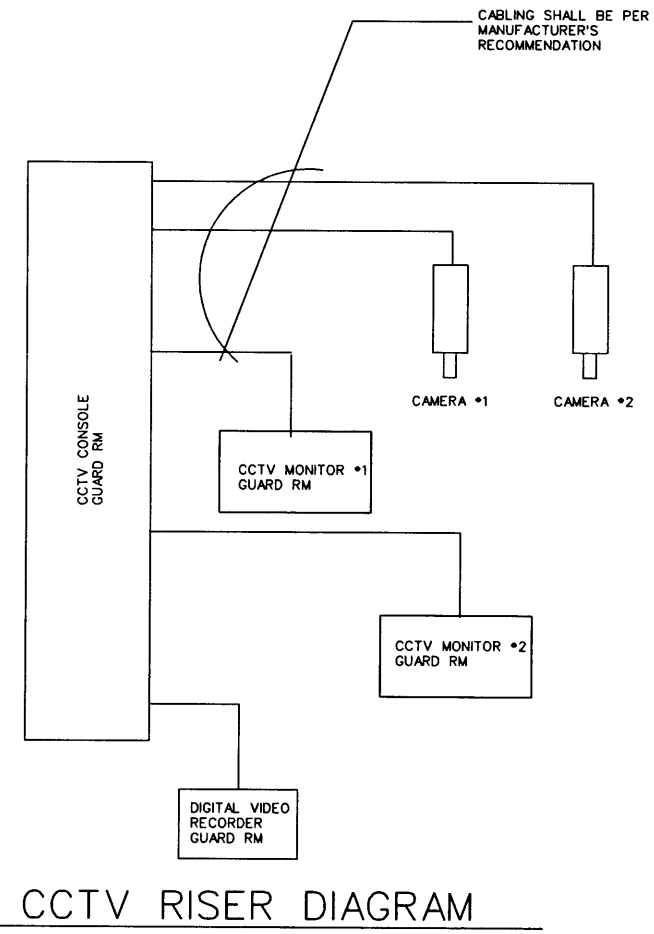 CABLING SHALL BE PER
MANUFACTURER'S
RECOMMENDATION
CCTV CONSOLE
GUARD RM
CAMERA •1
CAMERA •2
CCTV MONITOR •1
GUARD RM
CCTV MONITOR •2
GUARD RM
DIGITAL VIDEO
RECORDER
GUARD RM
CCTV RISER DIAGRAM